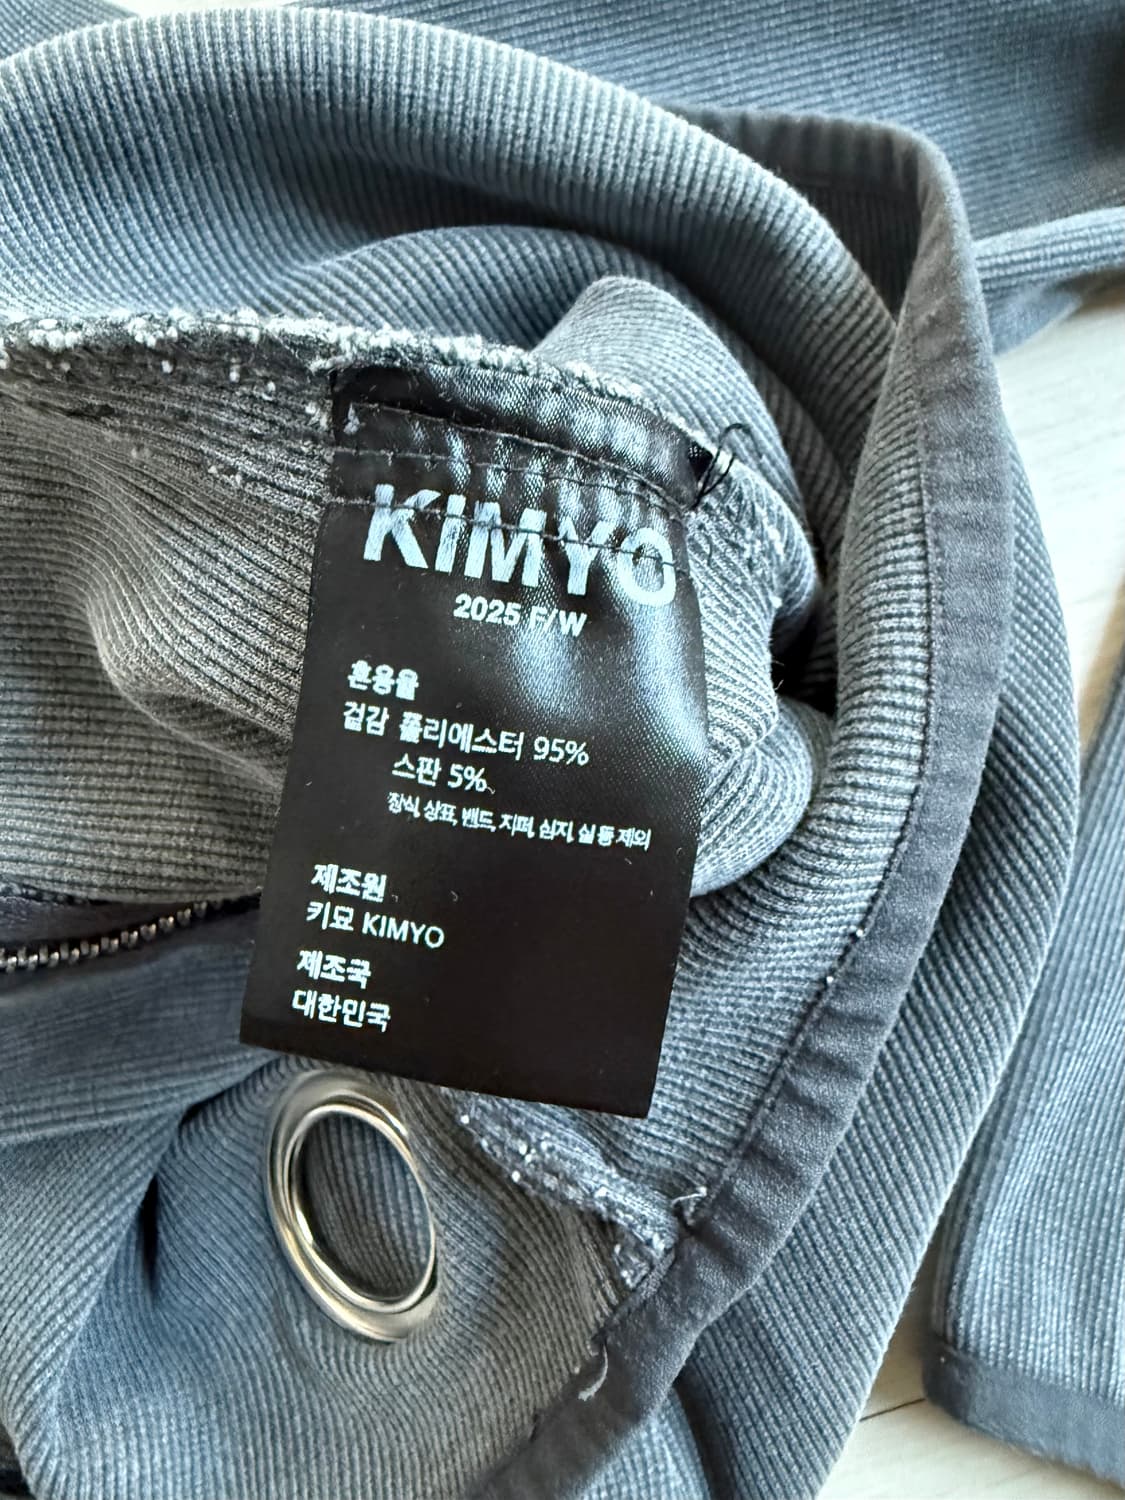 KIMYO
2025 F/W
혼용율
겉감 폴리에스터 95%
스판 5%
장식, 상표, 밴드, 지퍼, 심지, 실 등 제외
제조원
키묘 KIMYO
제조국
대한민국